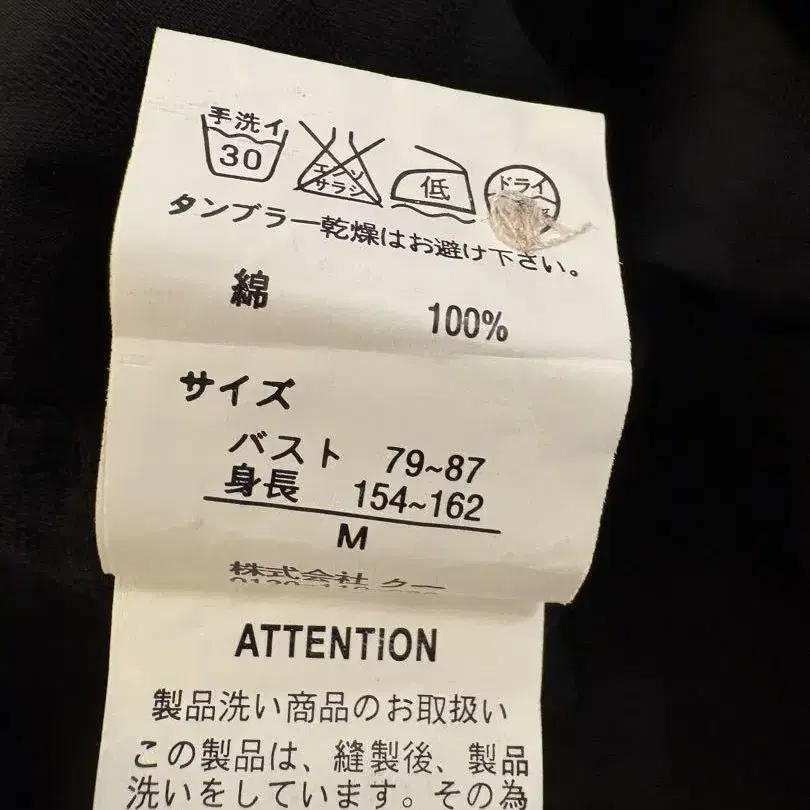 手洗イ
30
エンソ
サラシ
低
ドライ
タンブラー乾燥はお避け下さい。
綿 100%
サイズ
バスト 79~87
身長 154~162
M
株式会社 クー
ATTENTION
製品洗い商品のお取扱い
この製品は、縫製後、製品
洗いをしています。その為